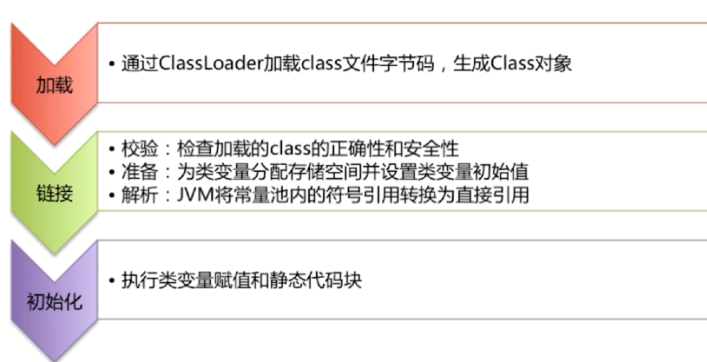 加载
• 通过ClassLoader加载class文件字节码，生成Class对象
链接
• 校验：检查加载的class的正确性和安全性
• 准备：为类变量分配存储空间并设置类变量初始值
• 解析：JVM将常量池内的符号引用转换为直接引用
初始化
• 执行类变量赋值和静态代码块